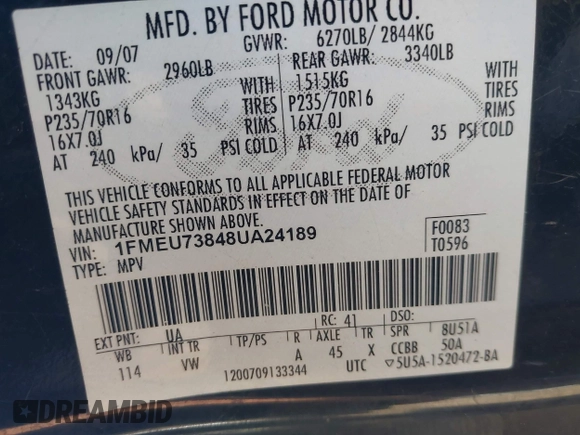 MFD. BY FORD MOTOR CO.
DATE: 09/07 GVWR: 6270LB/ 2844KG
FRONT GAWR: 2960LB REAR GAWR: 3340LB
1343KG WITH 1515KG WITH
P235/70R16 TIRES P235/70R16 TIRES
16X7.0J RIMS 16X7.0J RIMS
AT 240 kPa/ 35 PSI COLD AT 240 kPa/ 35 PSI COLD
THIS VEHICLE CONFORMS TO ALL APPLICABLE FEDERAL MOTOR
VEHICLE SAFETY STANDARDS IN EFFECT ON THE DATE OF
MANUFACTURE SHOWN ABOVE.
VIN: 1FMEU73848UA24189 F0083
TYPE: MPV T0596
EXT PNT: UA RC: 41 DSO:
WB INT TR TP/PS R AXLE TR SPR 8U51A
114 VW A 45 X CCBB 50A
1200709133344 UTC ▽5U5A-1520472-BA
Ford
DREAMBID